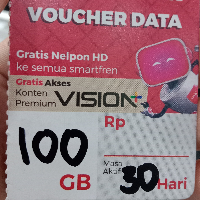 VOUCHER DATA
Gratis Nelpon HD
ke semua smartfren
Gratis Akses
Konten
Premium
VISION+
Rp
100
GB
Masa
Aktif
30
Hari